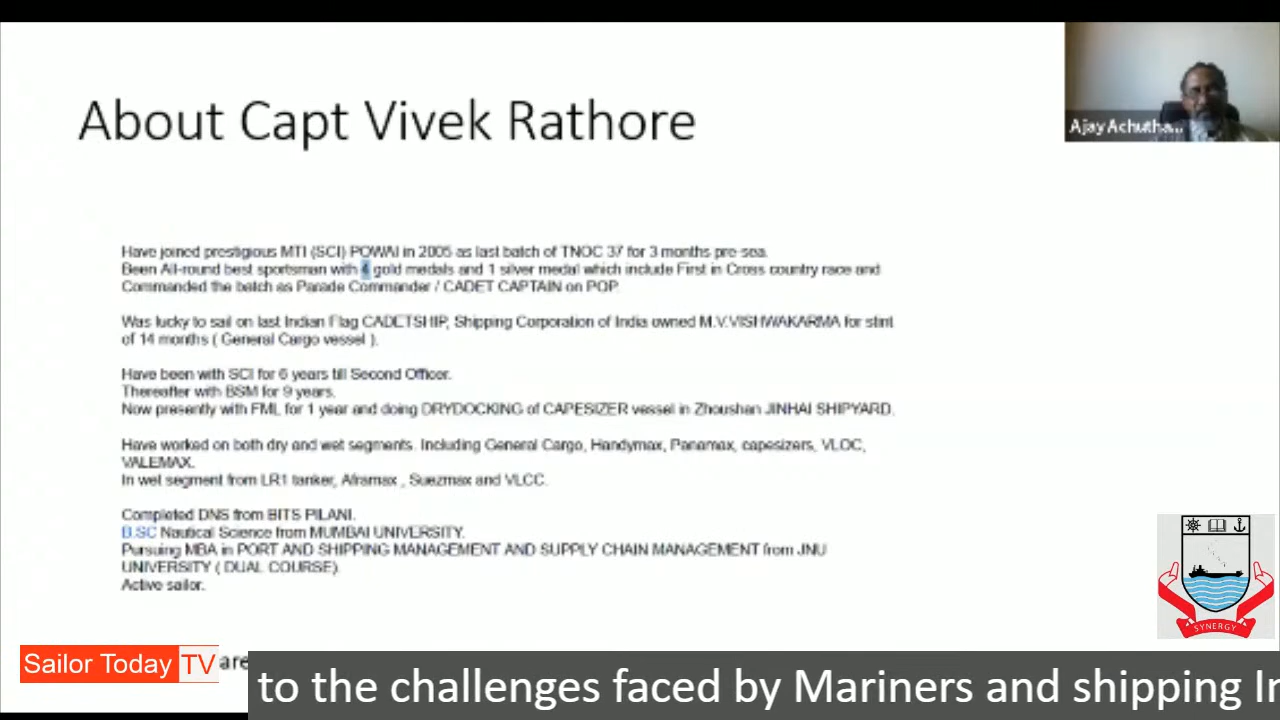 About Capt Vivek Rathore
Ajay Achutha...
Have joined prestigious MTI (SCI) POWAI in 2005 as last batch of TNOC 37 for 3 months pre-sea.
Been All-round best sportsman with 4 gold medals and 1 silver medal which include First in Cross country race and
Commanded the batch as Parade Commander / CADET CAPTAIN on POP.
Was lucky to sail on last Indian Flag CADETSHIP, Shipping Corporation of India owned M.V.VISHWAKARMA for stint
of 14 months ( General Cargo vessel ).
Have been with SCI for 6 years till Second Officer.
Thereafter with BSM for 9 years.
Now presently with FML for 1 year and doing DRYDOCKING of CAPESIZER vessel in Zhoushan JINHAI SHIPYARD.
Have worked on both dry and wet segments. Including General Cargo, Handymax, Panamax, capesizers, VLOC,
VALEMAX.
In wet segment from LR1 tanker, Aframax , Suezmax and VLCC.
Completed DNS from BITS PILANI.
B.SC Nautical Science from MUMBAI UNIVERSITY.
Pursuing MBA in PORT AND SHIPPING MANAGEMENT AND SUPPLY CHAIN MANAGEMENT from JNU
UNIVERSITY ( DUAL COURSE).
Active sailor.
SYNERGY
Sailor Today TV
are
to the challenges faced by Mariners and shipping In